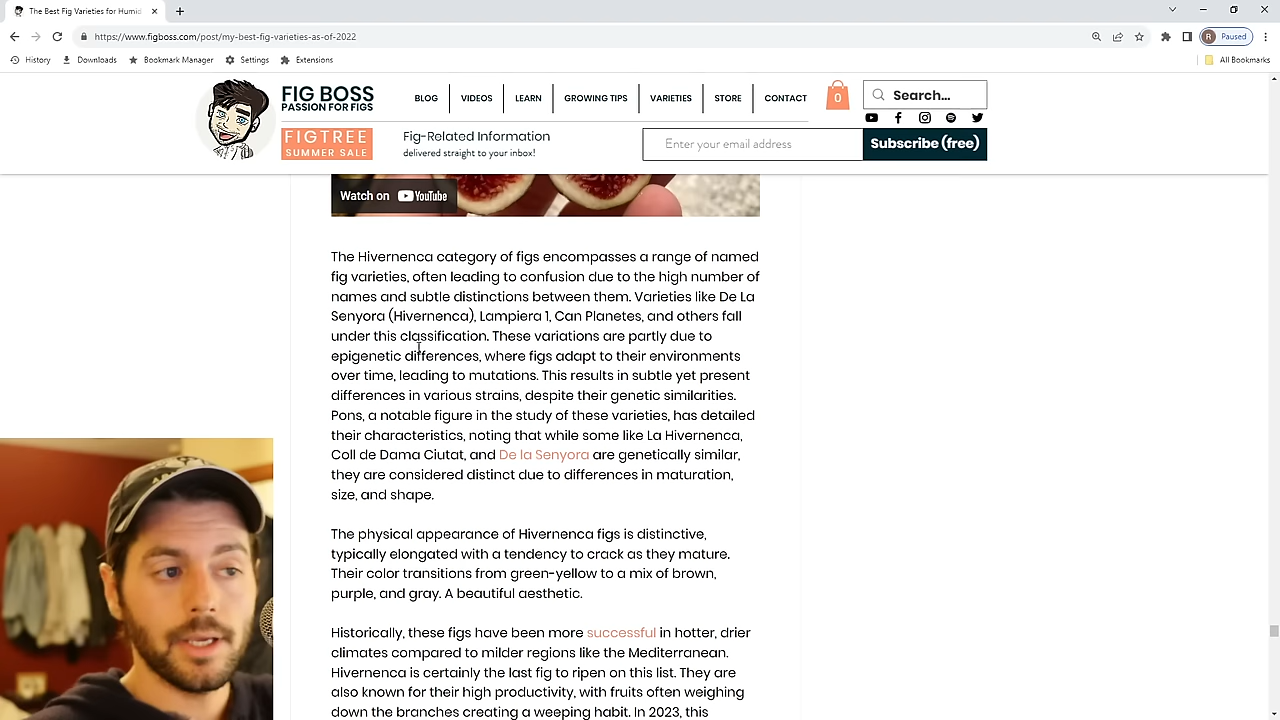 The Best Fig Varieties for Humid
https://www.figboss.com/post/my-best-fig-varieties-as-of-2022
R Paused
History Downloads Bookmark Manager Settings Extensions All Bookmarks
FIG BOSS
PASSION FOR FIGS
BLOG VIDEOS LEARN GROWING TIPS VARIETIES STORE CONTACT 0 Search...
FIGTREE
SUMMER SALE
Fig-Related Information
delivered straight to your inbox!
Enter your email address Subscribe (free)
Watch on YouTube
The Hivernenca category of figs encompasses a range of named
fig varieties, often leading to confusion due to the high number of
names and subtle distinctions between them. Varieties like De La
Senyora (Hivernenca), Lampiera 1, Can Planetes, and others fall
under this classification. These variations are partly due to
epigenetic differences, where figs adapt to their environments
over time, leading to mutations. This results in subtle yet present
differences in various strains, despite their genetic similarities.
Pons, a notable figure in the study of these varieties, has detailed
their characteristics, noting that while some like La Hivernenca,
Coll de Dama Ciutat, and De la Senyora are genetically similar,
they are considered distinct due to differences in maturation,
size, and shape.
The physical appearance of Hivernenca figs is distinctive,
typically elongated with a tendency to crack as they mature.
Their color transitions from green-yellow to a mix of brown,
purple, and gray. A beautiful aesthetic.
Historically, these figs have been more successful in hotter, drier
climates compared to milder regions like the Mediterranean.
Hivernenca is certainly the last fig to ripen on this list. They are
also known for their high productivity, with fruits often weighing
down the branches creating a weeping habit. In 2023, this